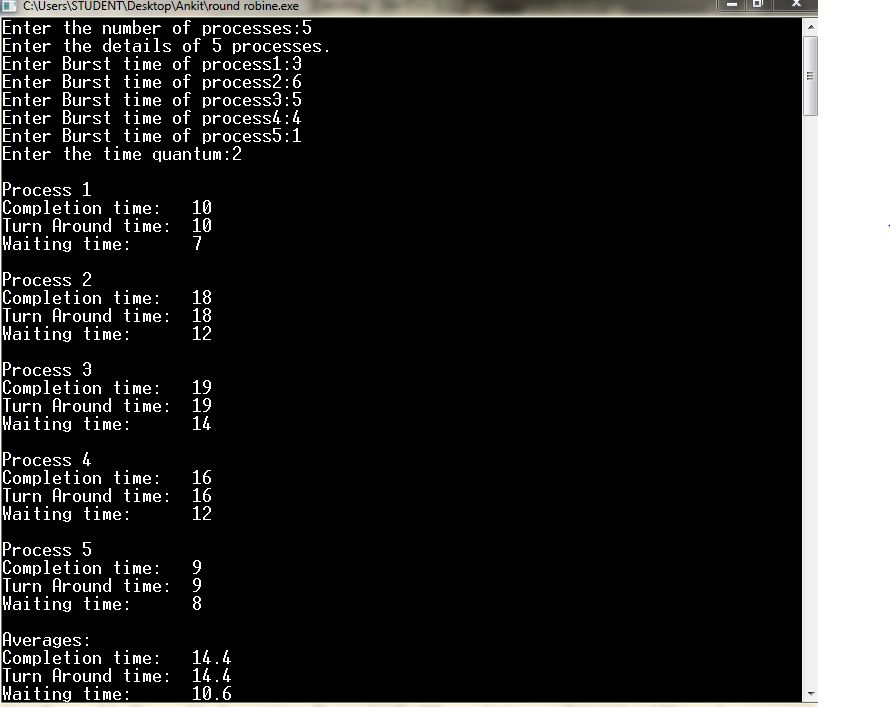 C:\Users\STUDENT\Desktop\Ankit\round robine.exe
Enter the number of processes:5
Enter the details of 5 processes.
Enter Burst time of process1:3
Enter Burst time of process2:6
Enter Burst time of process3:5
Enter Burst time of process4:4
Enter Burst time of process5:1
Enter the time quantum:2
Process 1
Completion time: 10
Turn Around time: 10
Waiting time: 7
Process 2
Completion time: 18
Turn Around time: 18
Waiting time: 12
Process 3
Completion time: 19
Turn Around time: 19
Waiting time: 14
Process 4
Completion time: 16
Turn Around time: 16
Waiting time: 12
Process 5
Completion time: 9
Turn Around time: 9
Waiting time: 8
Averages:
Completion time: 14.4
Turn Around time: 14.4
Waiting time: 10.6